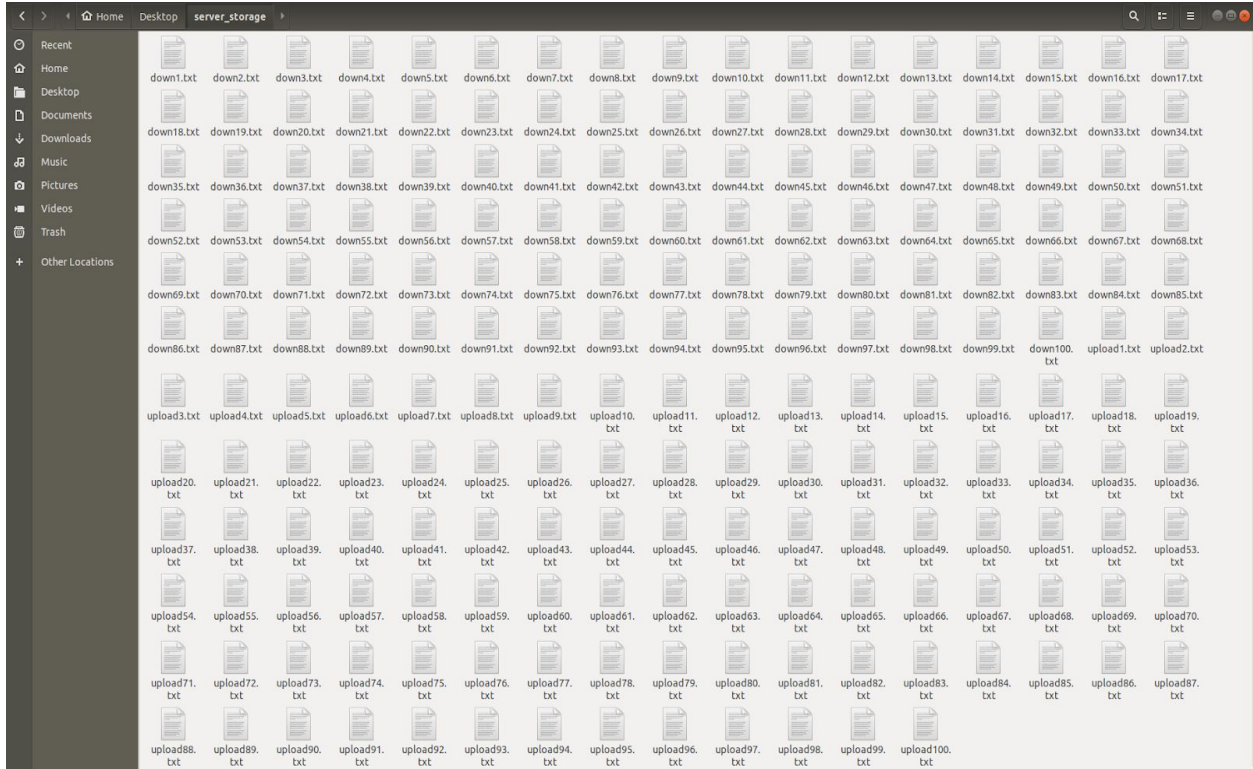 Home Desktop server_storage
Recent
Home
Desktop
Documents
Downloads
Music
Pictures
Videos
Trash
Other Locations
down1.txt down2.txt down3.txt down4.txt down5.txt down6.txt down7.txt down8.txt down9.txt down10.txt down11.txt down12.txt down13.txt down14.txt down15.txt down16.txt down17.txt
down18.txt down19.txt down20.txt down21.txt down22.txt down23.txt down24.txt down25.txt down26.txt down27.txt down28.txt down29.txt down30.txt down31.txt down32.txt down33.txt down34.txt
down35.txt down36.txt down37.txt down38.txt down39.txt down40.txt down41.txt down42.txt down43.txt down44.txt down45.txt down46.txt down47.txt down48.txt down49.txt down50.txt down51.txt
down52.txt down53.txt down54.txt down55.txt down56.txt down57.txt down58.txt down59.txt down60.txt down61.txt down62.txt down63.txt down64.txt down65.txt down66.txt down67.txt down68.txt
down69.txt down70.txt down71.txt down72.txt down73.txt down74.txt down75.txt down76.txt down77.txt down78.txt down79.txt down80.txt down81.txt down82.txt down83.txt down84.txt down85.txt
down86.txt down87.txt down88.txt down89.txt down90.txt down91.txt down92.txt down93.txt down94.txt down95.txt down96.txt down97.txt down98.txt down99.txt down100. upload1.txt upload2.txt
txt
upload3.txt upload4.txt upload5.txt upload6.txt upload7.txt upload8.txt upload9.txt upload10. upload11. upload12. upload13. upload14. upload15. upload16. upload17. upload18. upload19.
txt txt txt txt txt txt txt txt txt txt
upload20. upload21. upload22. upload23. upload24. upload25. upload26. upload27. upload28. upload29. upload30. upload31. upload32. upload33. upload34. upload35. upload36.
txt txt txt txt txt txt txt txt txt txt txt txt txt txt txt txt txt
upload37. upload38. upload39. upload40. upload41. upload42. upload43. upload44. upload45. upload46. upload47. upload48. upload49. upload50. upload51. upload52. upload53.
txt txt txt txt txt txt txt txt txt txt txt txt txt txt txt txt txt
upload54. upload55. upload56. upload57. upload58. upload59. upload60. upload61. upload62. upload63. upload64. upload65. upload66. upload67. upload68. upload69. upload70.
txt txt txt txt txt txt txt txt txt txt txt txt txt txt txt txt txt
upload71. upload72. upload73. upload74. upload75. upload76. upload77. upload78. upload79. upload80. upload81. upload82. upload83. upload84. upload85. upload86. upload87.
txt txt txt txt txt txt txt txt txt txt txt txt txt txt txt txt txt
upload88. upload89. upload90. upload91. upload92. upload93. upload94. upload95. upload96. upload97. upload98. upload99. upload100.
txt txt txt txt txt txt txt txt txt txt txt txt txt